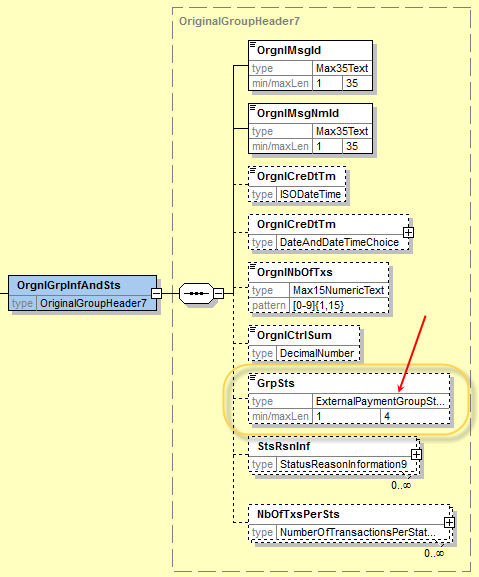 OriginalGroupHeader7
OrgnlMsgId
type Max35Text
min/maxLen 1 35
OrgnlMsgNmId
type Max35Text
min/maxLen 1 35
OrgnlCreDtTm
type ISODateTime
OrgnlCreDtTm
type DateAndDateTimeChoice
OrgnlGrpInfAndSts
type OriginalGroupHeader7
OrgnlNbOfTxs
type Max15NumericText
pattern [0-9]{1,15}
OrgnlCtrlSum
type DecimalNumber
GrpSts
type ExternalPaymentGroupSt...
min/maxLen 1 4
StsRsnInf
type StatusReasonInformation9
0..∞
NbOfTxsPerSts
type NumberOfTransactionsPerStat...
0..∞